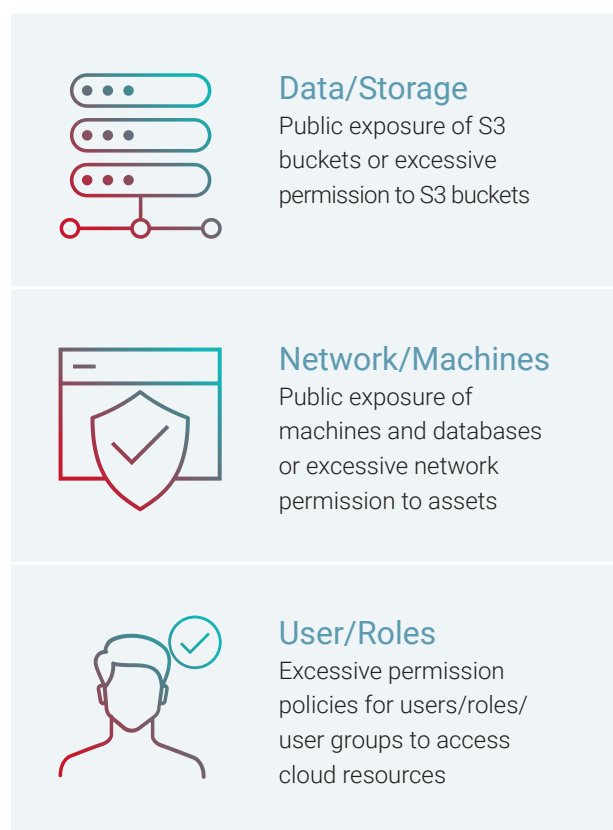 Data/Storage
Public exposure of S3
buckets or excessive
permission to S3 buckets
Network/Machines
Public exposure of
machines and databases
or excessive network
permission to assets
User/Roles
Excessive permission
policies for users/roles/
user groups to access
cloud resources